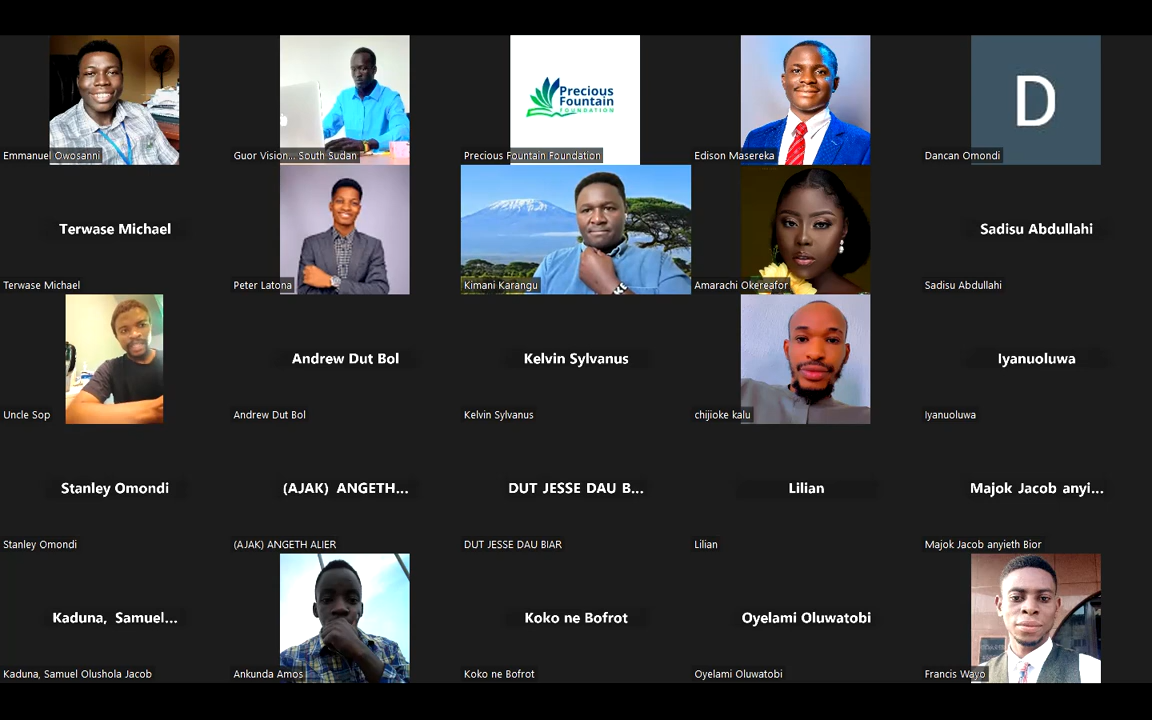 Emmanuel Owosanni
Guor Vision... South Sudan
Precious
Fountain
FOUNDATION
Precious Fountain Foundation
Edison Masereka
D
Dancan Omondi
Terwase Michael
Terwase Michael
Peter Latona
Kimani Karangu
Amarachi Okereafor
Sadisu Abdullahi
Sadisu Abdullahi
Uncle Sop
Andrew Dut Bol
Andrew Dut Bol
Kelvin Sylvanus
Kelvin Sylvanus
chijioke kalu
Iyanuoluwa
Iyanuoluwa
Stanley Omondi
Stanley Omondi
(AJAK) ANGETH...
(AJAK) ANGETH ALIER
DUT JESSE DAU B...
DUT JESSE DAU BIAR
Lilian
Lilian
Majok Jacob anyi...
Majok Jacob anyieth Bior
Kaduna, Samuel...
Kaduna, Samuel Olushola Jacob
Ankunda Amos
Koko ne Bofrot
Koko ne Bofrot
Oyelami Oluwatobi
Oyelami Oluwatobi
Francis Wayo